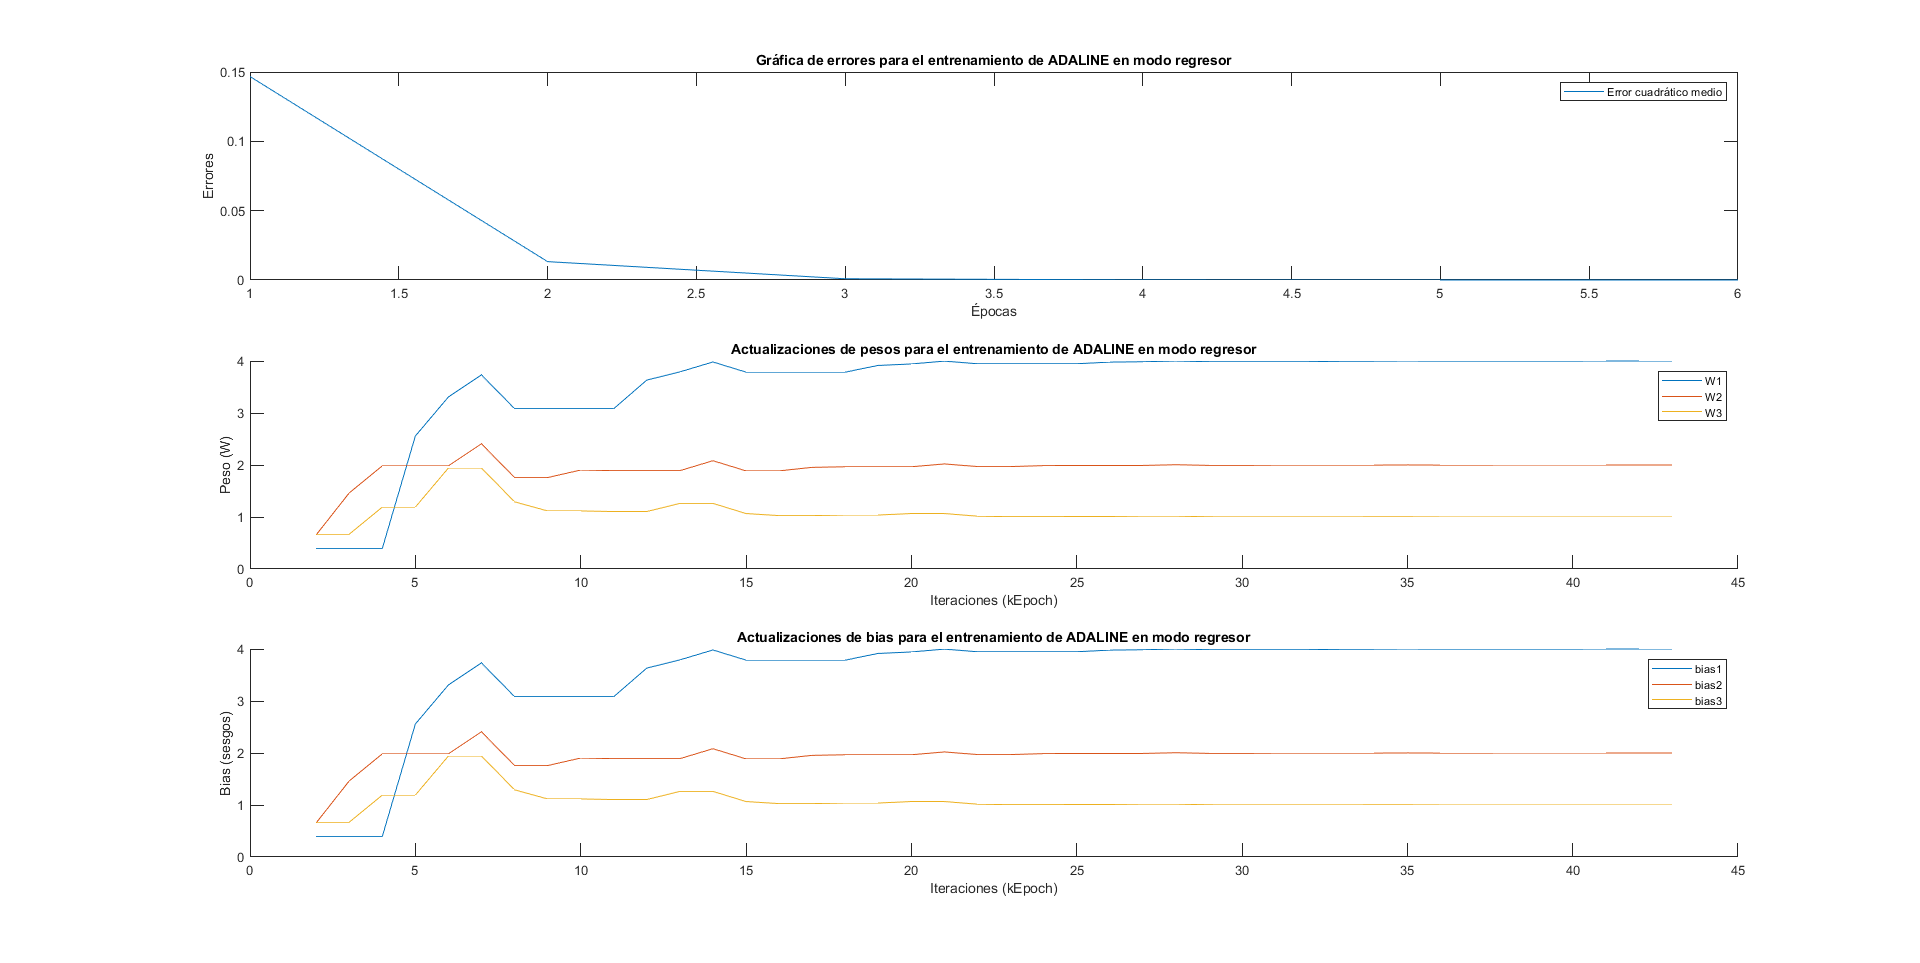 Gráfica de errores para el entrenamiento de ADALINE en modo regresor
0.15
0.1
0.05
0
Errores
Error cuadrático medio
1 1.5 2 2.5 3 3.5 4 4.5 5 5.5 6
Épocas
Actualizaciones de pesos para el entrenamiento de ADALINE en modo regresor
4
3
2
1
0
Peso (W)
W1
W2
W3
0 5 10 15 20 25 30 35 40 45
Iteraciones (kEpoch)
Actualizaciones de bias para el entrenamiento de ADALINE en modo regresor
4
3
2
1
0
Bias (sesgos)
bias1
bias2
bias3
0 5 10 15 20 25 30 35 40 45
Iteraciones (kEpoch)